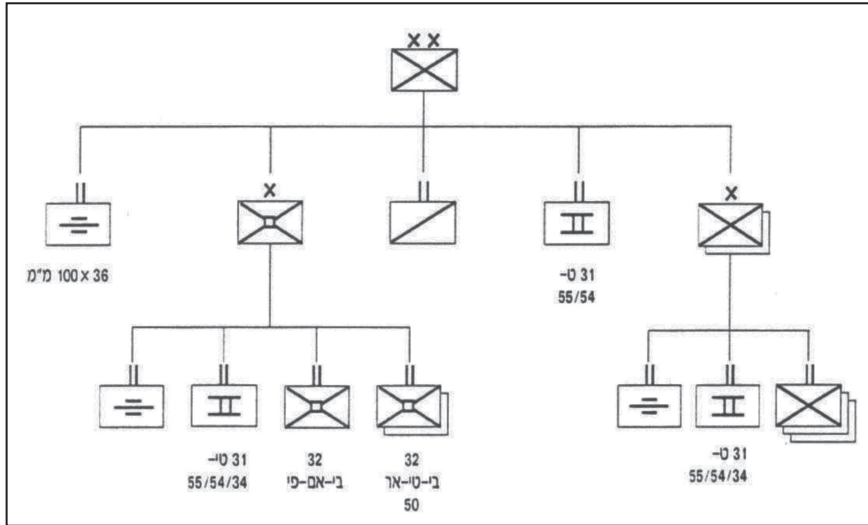 36 x 100 מ"מ
31 ט-
55/54
31 טי-
55/54/34
32
בי-אם-פי
32
בי-טי-אר
50
31 ט-
55/54/34